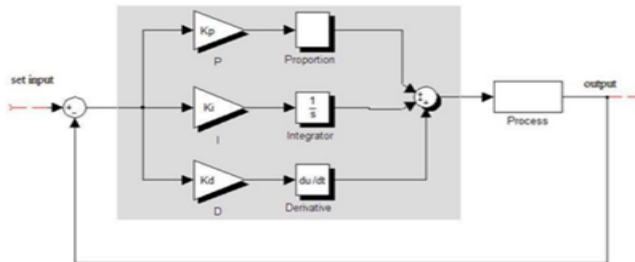 Kp
P
Proportion
set input
output
+
-
Ki
I
1
s
Integrator
+
+
+
Process
Kd
D
du/dt
Derivative